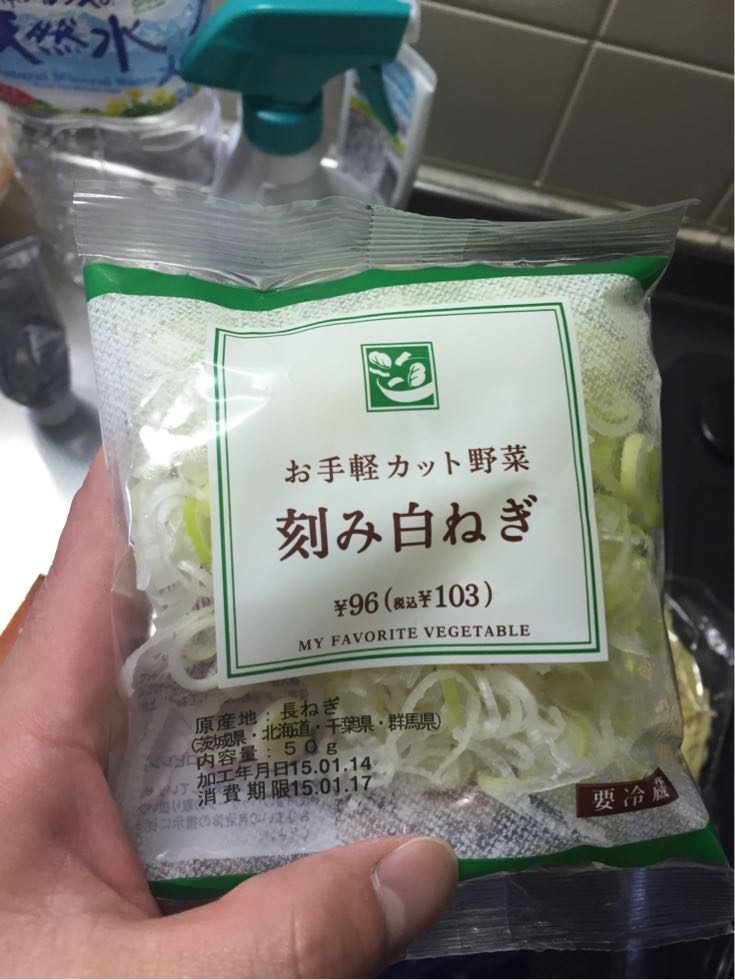 天然水
Natural Mineral Water
お手軽カット野菜
刻み白ねぎ
¥96(税込¥103)
MY FAVORITE VEGETABLE
原産地：長ねぎ
(茨城県・北海道・千葉県・群馬県)
内容量：50g
加工年月日15.01.14
消費期限15.01.17
要冷蔵